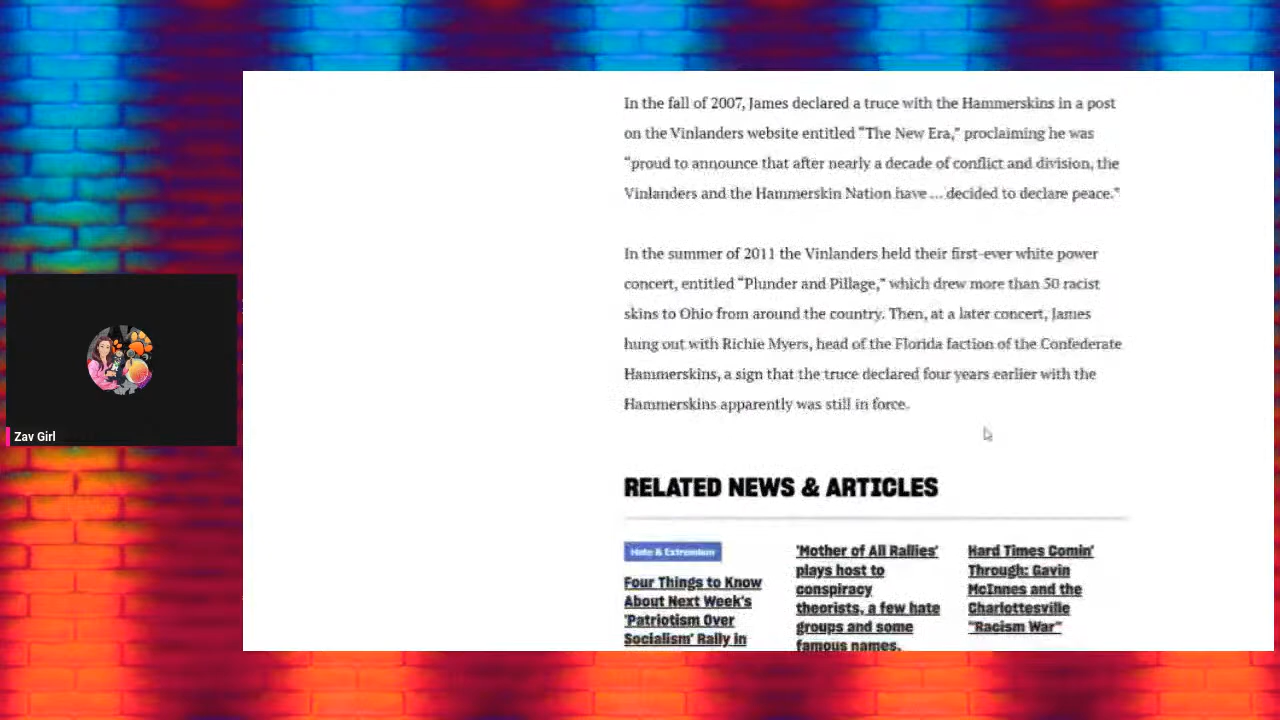 In the fall of 2007, James declared a truce with the Hammerskins in a post
on the Vinlanders website entitled “The New Era,” proclaiming he was
“proud to announce that after nearly a decade of conflict and division, the
Vinlanders and the Hammerskin Nation have ... decided to declare peace.”
In the summer of 2011 the Vinlanders held their first-ever white power
concert, entitled “Plunder and Pillage,” which drew more than 50 racist
skins to Ohio from around the country. Then, at a later concert, James
hung out with Richie Myers, head of the Florida faction of the Confederate
Hammerskins, a sign that the truce declared four years earlier with the
Hammerskins apparently was still in force.
Zav Girl
RELATED NEWS & ARTICLES
Hate & Extremism
Four Things to Know
About Next Week's
'Patriotism Over
Socialism' Rally in
'Mother of All Rallies'
plays host to
conspiracy
theorists, a few hate
groups and some
famous names.
Hard Times Comin'
Through: Gavin
McInnes and the
Charlottesville
"Racism War"